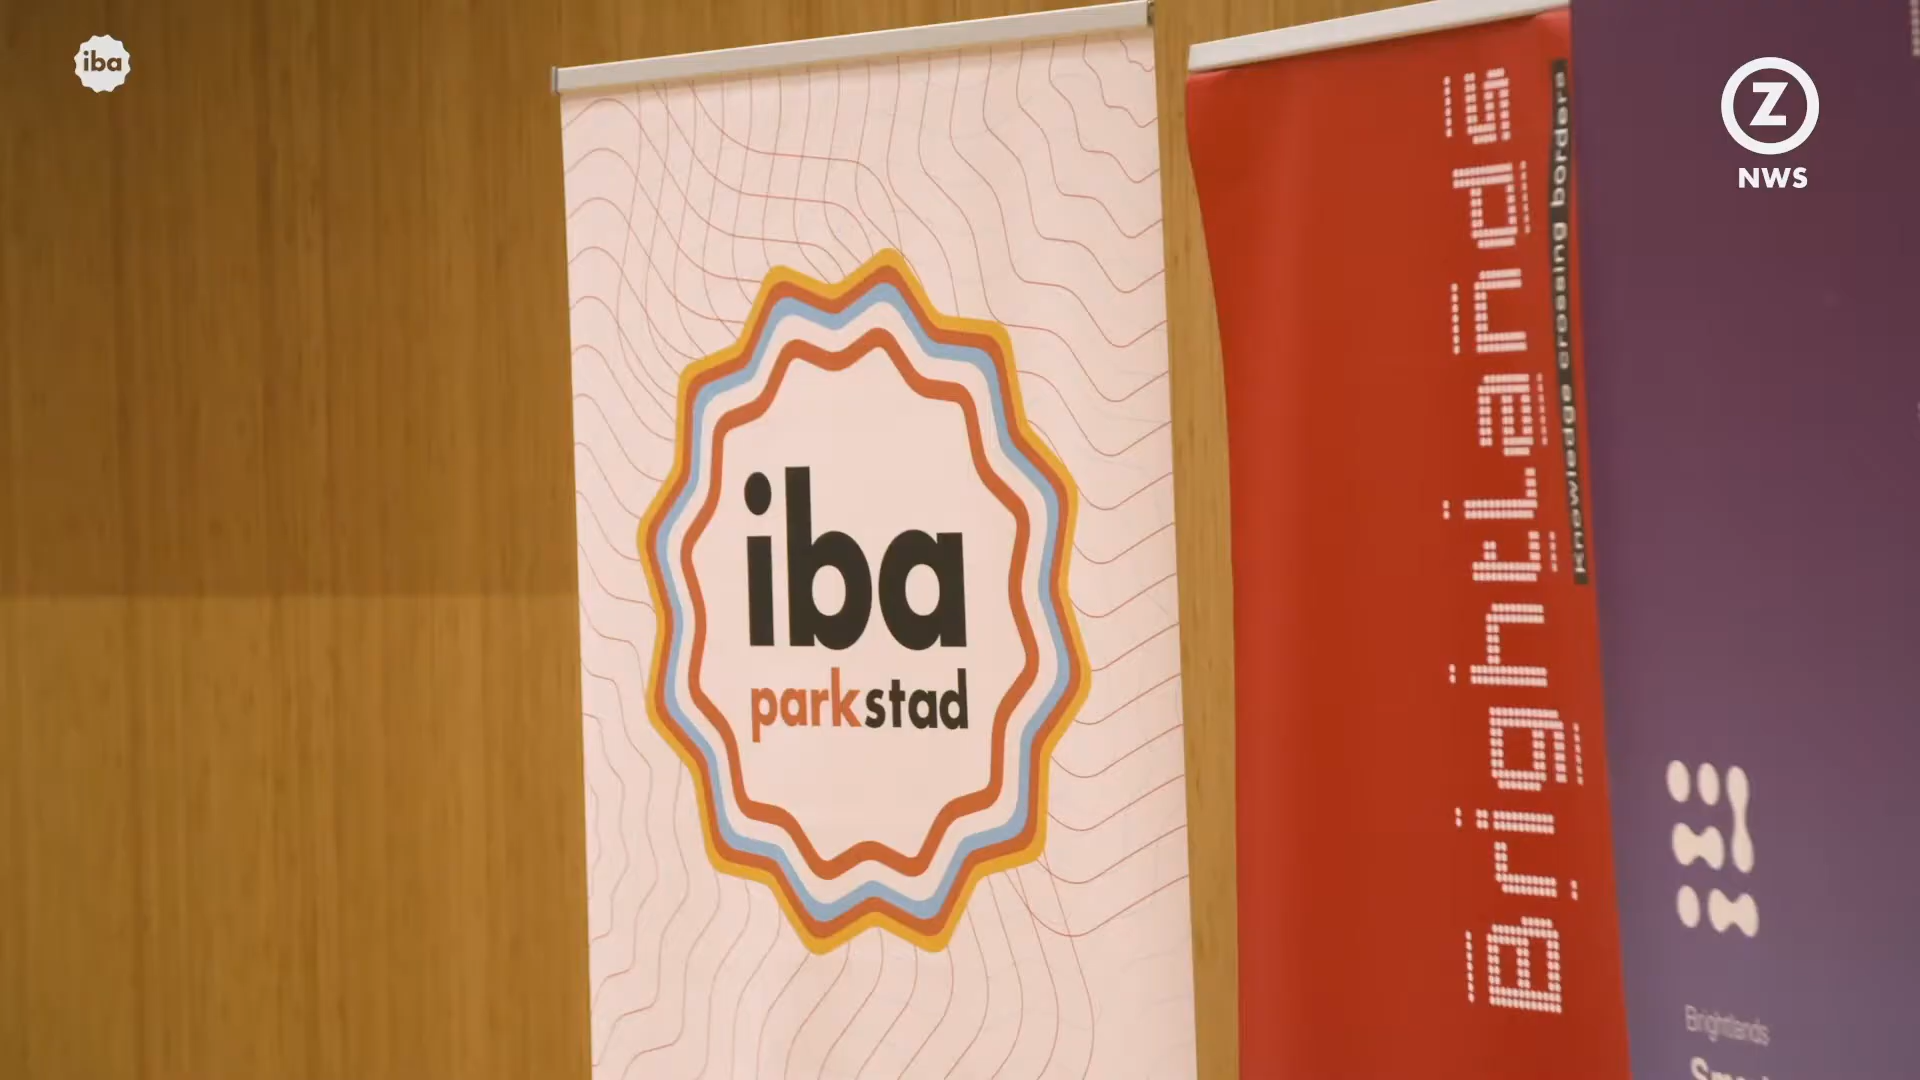 iba
Z
NWS
iba
parkstad
Brightlands
knowledge crossing borders
Brightlands